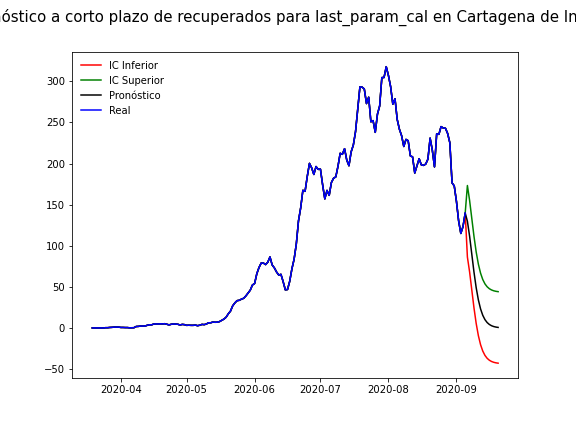 óstico a corto plazo de recuperados para last_param_cal en Cartagena de In
IC Inferior
IC Superior
Pronóstico
Real
300
250
200
150
100
50
0
−50
2020-04 2020-05 2020-06 2020-07 2020-08 2020-09